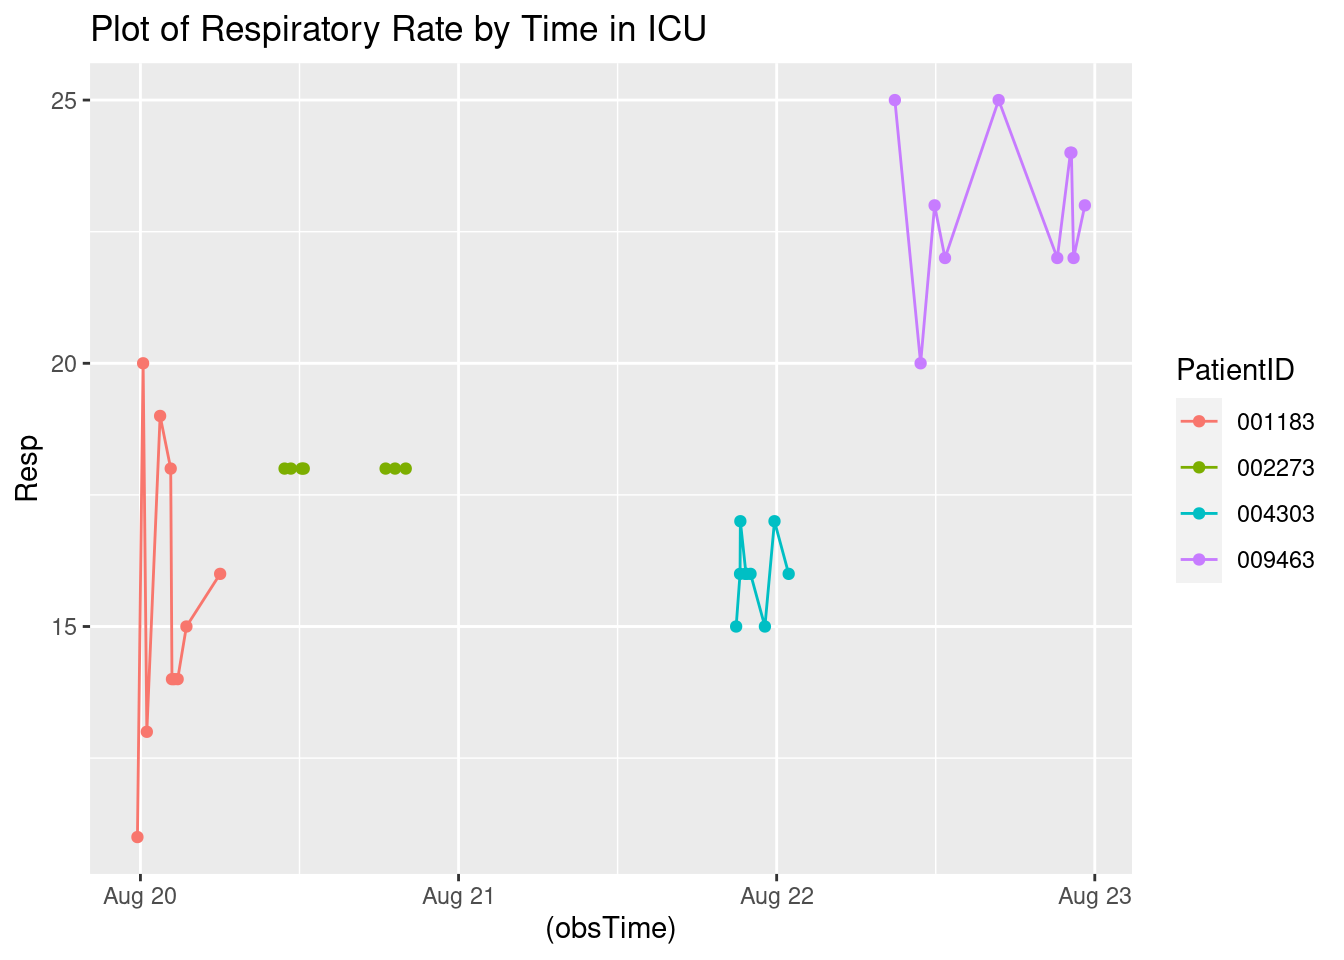 Plot of Respiratory Rate by Time in ICU
25
20
15
Resp
Aug 20
Aug 21
Aug 22
Aug 23
(obsTime)
PatientID
001183
002273
004303
009463